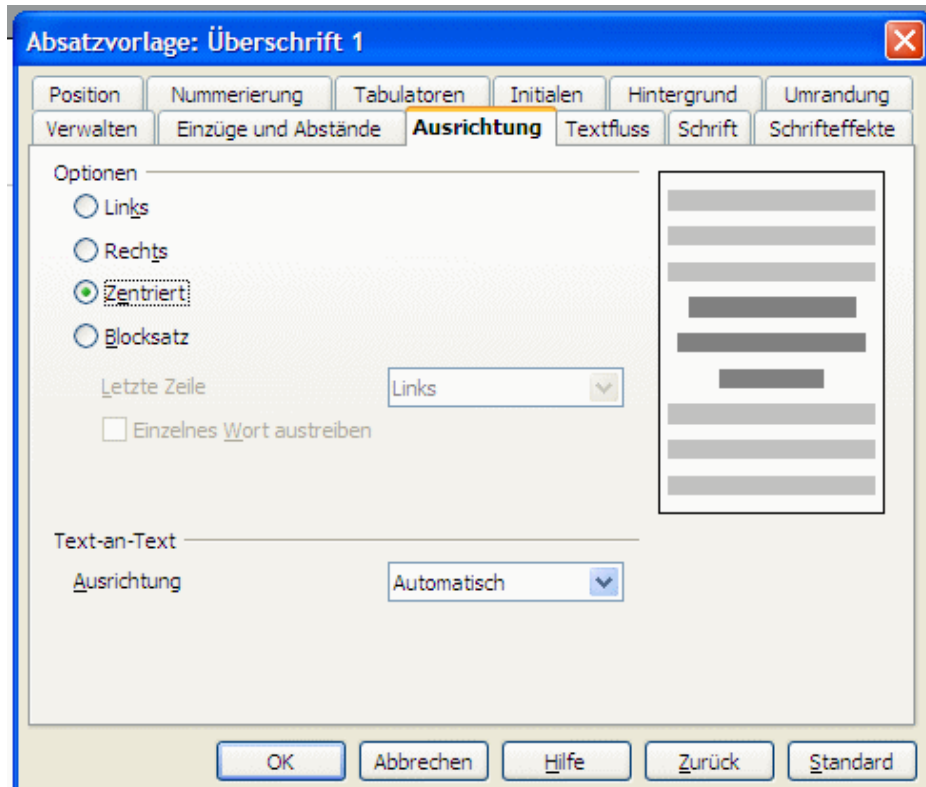 Absatzvorlage: Überschrift 1
Position Nummerierung Tabulatoren Initialen Hintergrund Umrandung
Verwalten Einzüge und Abstände Ausrichtung Textfluss Schrift Schrifteffekte
Optionen
Links
Rechts
Zentriert
Blocksatz
Letzte Zeile Links
Einzelnes Wort austreiben
Text-an-Text
Ausrichtung Automatisch
OK Abbrechen Hilfe Zurück Standard